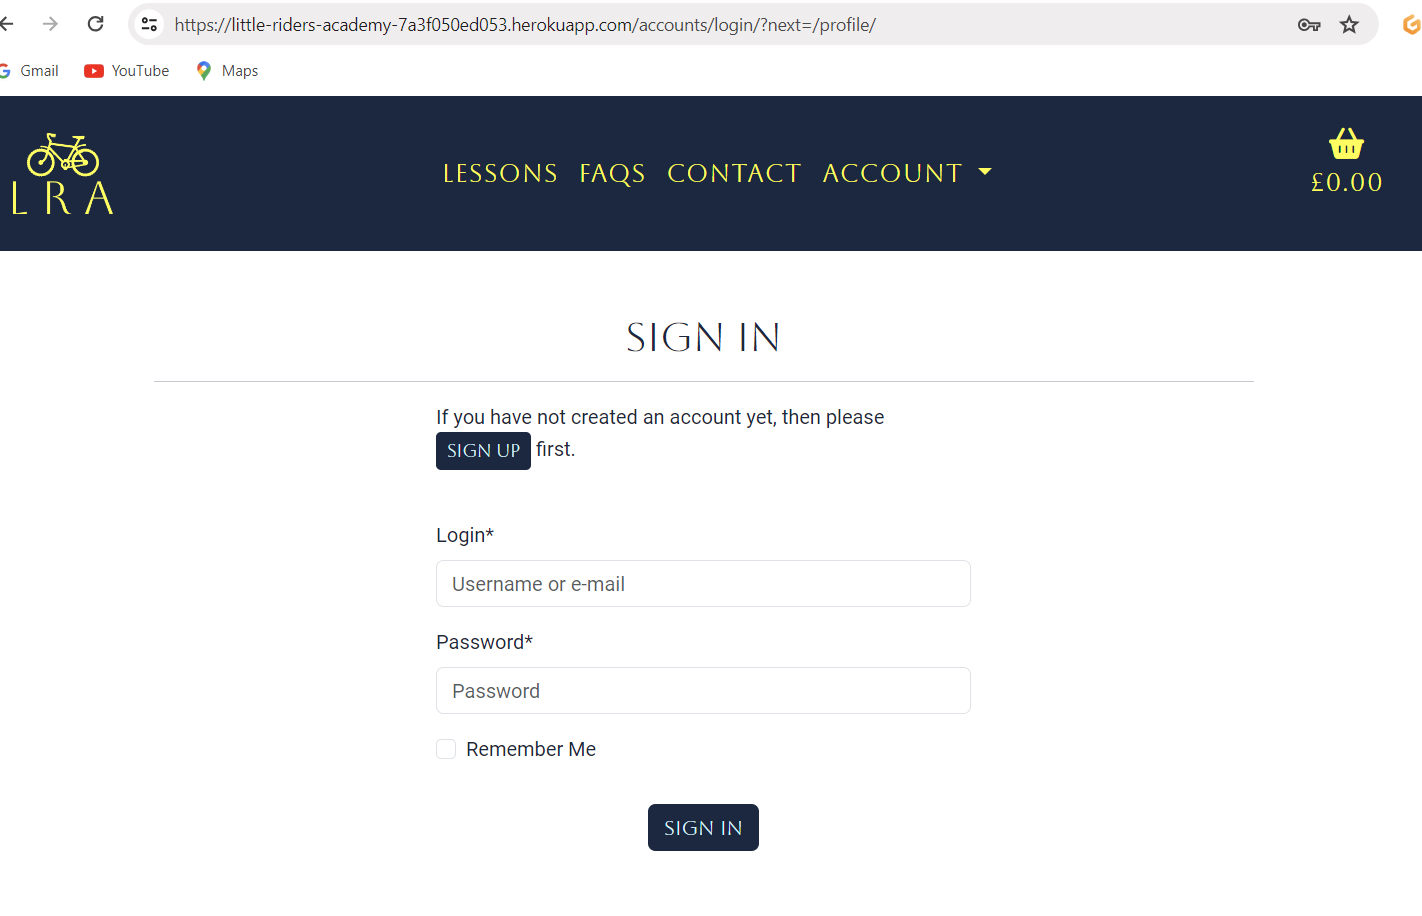 https://little-riders-academy-7a3f050ed053.herokuapp.com/accounts/login/?next=/profile/
Gmail YouTube Maps
LRA
LESSONS FAQS CONTACT ACCOUNT
£0.00
SIGN IN
If you have not created an account yet, then please
SIGN UP first.
Login*
Username or e-mail
Password*
Password
Remember Me
SIGN IN